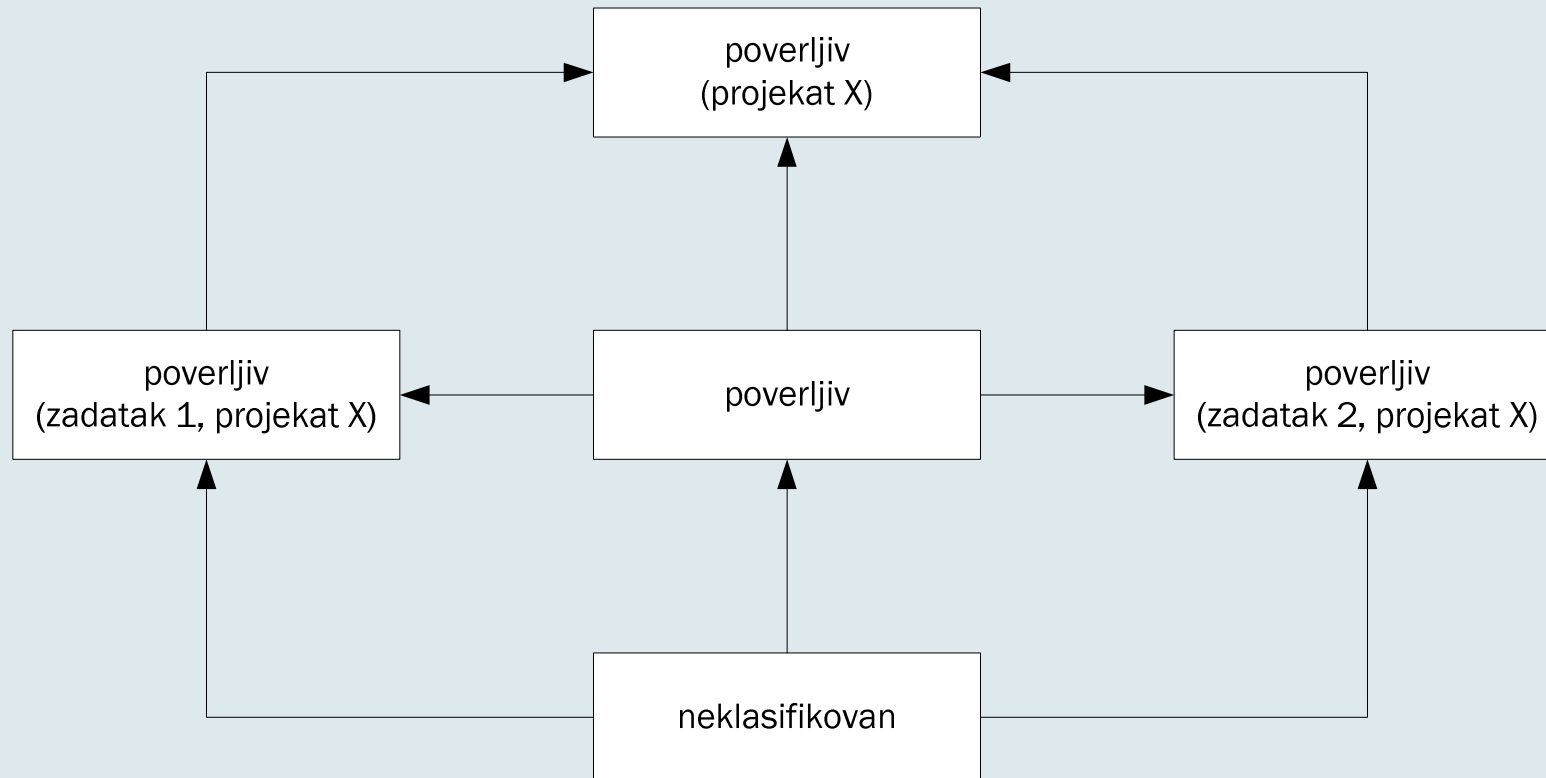 poverljiv
(projekat X)
poverljiv
(zadatak 1, projekat X)
poverljiv
poverljiv
(zadatak 2, projekat X)
neklasifikovan